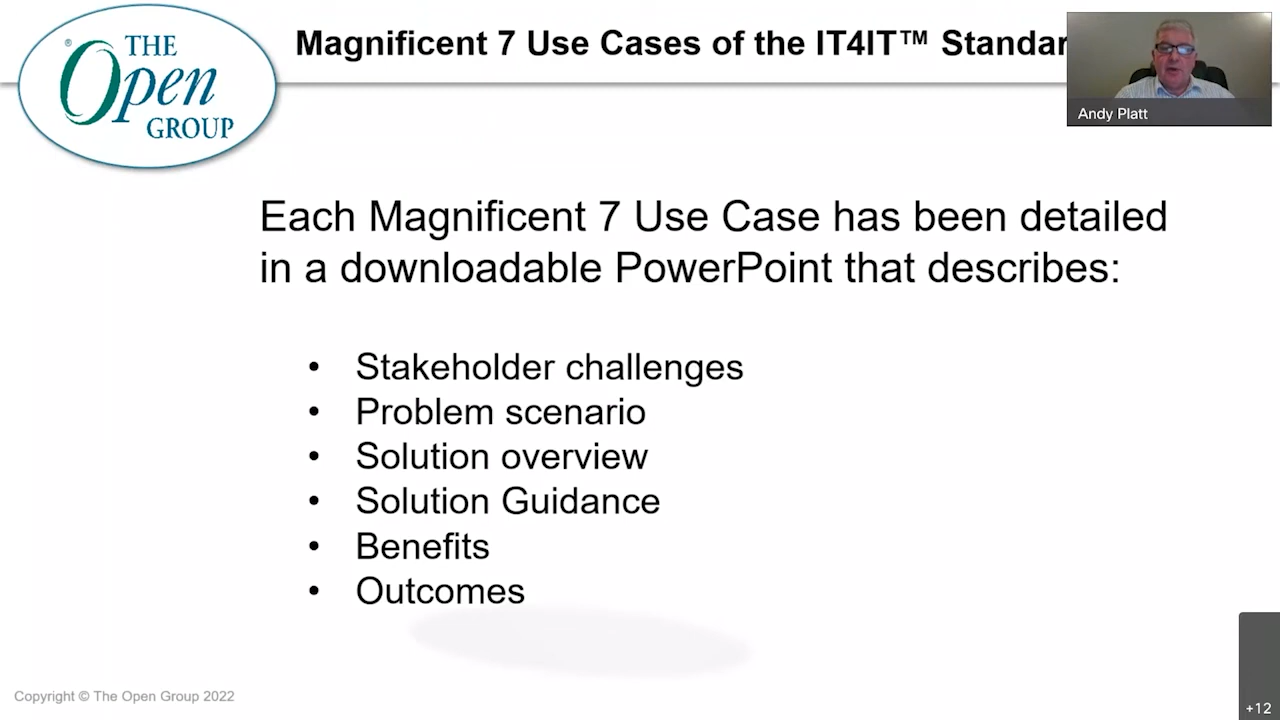 THE
Open
GROUP
®
Magnificent 7 Use Cases of the IT4IT™ Standar
Andy Platt
Each Magnificent 7 Use Case has been detailed
in a downloadable PowerPoint that describes:
• Stakeholder challenges
• Problem scenario
• Solution overview
• Solution Guidance
• Benefits
• Outcomes
Copyright © The Open Group 2022
+12